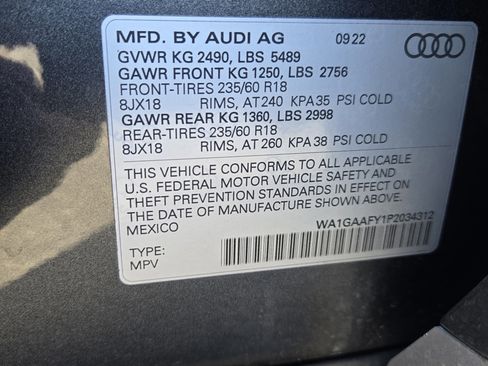 MFD. BY AUDI AG 09 22
GVWR KG 2490, LBS 5489
GAWR FRONT KG 1250, LBS 2756
FRONT-TIRES 235/60 R18
8JX18 RIMS, AT 240 KPA 35 PSI COLD
GAWR REAR KG 1360, LBS 2998
REAR-TIRES 235/60 R18
8JX18 RIMS, AT 260 KPA 38 PSI COLD
THIS VEHICLE CONFORMS TO ALL APPLICABLE
U.S. FEDERAL MOTOR VEHICLE SAFETY AND
THEFT PREVENTION STANDARDS IN EFFECT ON
THE DATE OF MANUFACTURE SHOWN ABOVE.
MEXICO
WA1GAAFY1P2034312
TYPE:
MPV